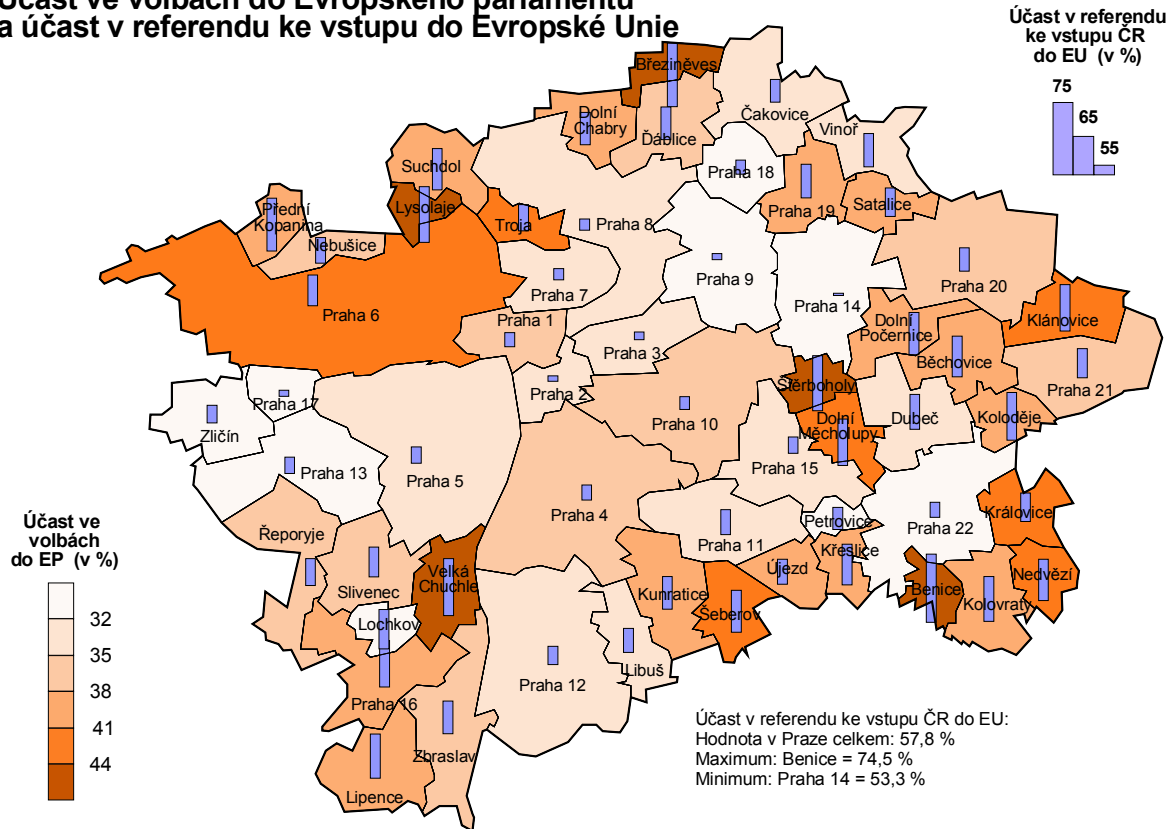 Účast ve volbách do Evropského parlamentu
a účast v referendu ke vstupu do Evropské Unie
Účast v referendu
ke vstupu ČR
do EU (v %)
75
65
55
Březiněves
Čakovice
Dolní
Chabry
Ďáblice
Vinoř
Suchdol
Praha 18
Lysolaje
Praha 19
Satalice
Přední
Kopanina
Troja
Praha 8
Nebušice
Praha 9
Praha 20
Praha 7
Praha 14
Praha 6
Praha 1
Dolní
Počernice
Klánovice
Praha 3
Běchovice
Praha 21
Štěrboholy
Praha 2
Praha 17
Zličín
Praha 10
Dolní
Měcholupy
Dubeč
Koloděje
Praha 13
Praha 5
Praha 15
Praha 4
Královice
Praha 11
Petrovice
Praha 22
Řeporyje
Křeslice
Účast ve
volbách
do EP (v %)
32
35
38
41
44
Slivenec
Velká
Chuchle
Újezd
Nedvězí
Kunratice
Benice
Kolovraty
Šeberov
Lochkov
Libuš
Praha 12
Praha 16
Zbraslav
Lipence
Účast v referendu ke vstupu ČR do EU:
Hodnota v Praze celkem: 57,8 %
Maximum: Benice = 74,5 %
Minimum: Praha 14 = 53,3 %